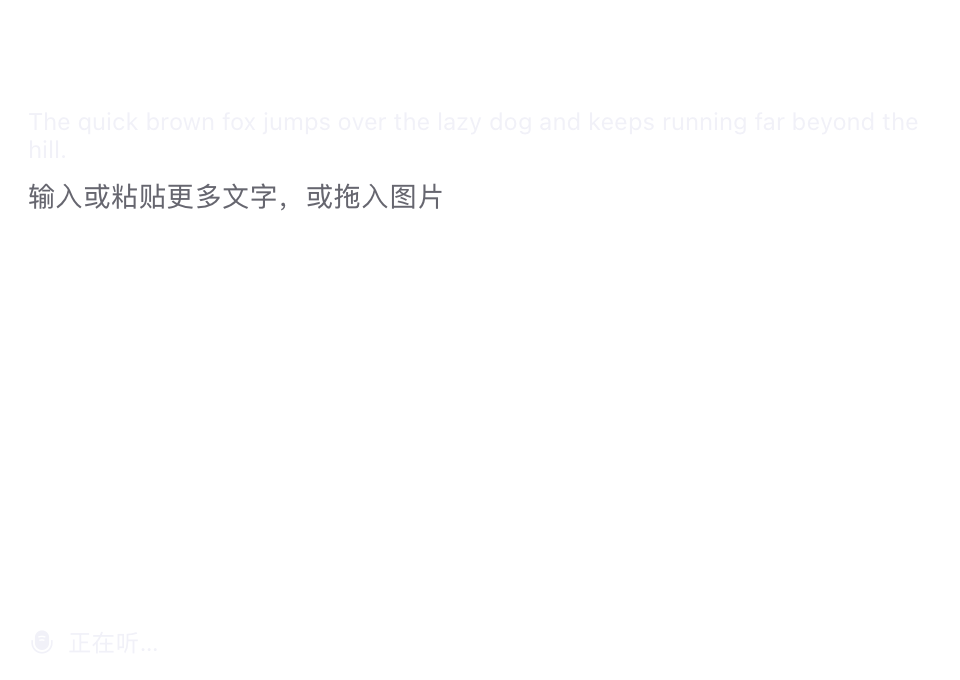 The quick brown fox jumps over the lazy dog and keeps running far beyond the
hill.
输入或粘贴更多文字，或拖入图片
正在听...